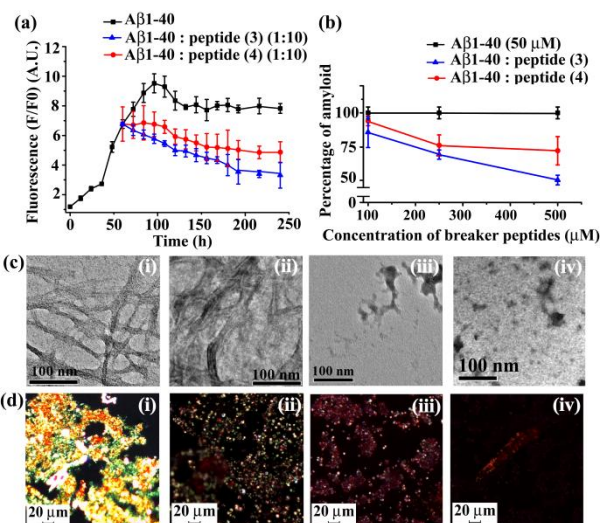 (a)
Aβ1-40
Aβ1-40 : peptide (3) (1:10)
Aβ1-40 : peptide (4) (1:10)
Fluorescence (F/F0) (A.U.)
10
8
6
4
2
0
0 50 100 150 200 250
Time (h)
(b)
Aβ1-40 (50 μM)
Aβ1-40 : peptide (3)
Aβ1-40 : peptide (4)
Percentage of amyloid
100
75
50
0
100 200 300 400 500
Concentration of breaker peptides (μM)
(c)
(i) (ii) (iii) (iv)
100 nm 100 nm 100 nm 100 nm
(d)
(i) (ii) (iii) (iv)
20 μm 20 μm 20 μm 20 μm